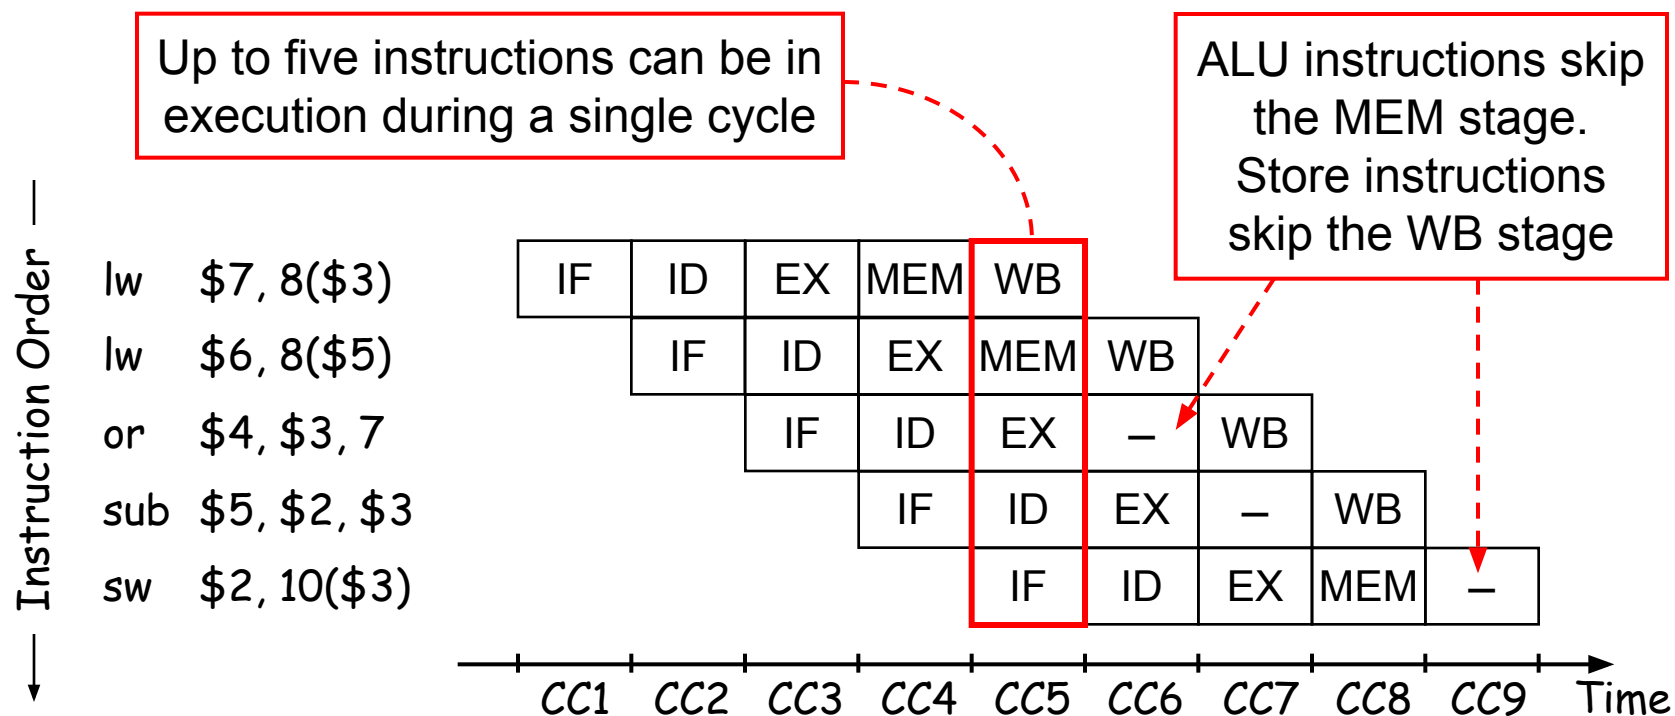 Up to five instructions can be in
execution during a single cycle
ALU instructions skip
the MEM stage.
Store instructions
skip the WB stage
Instruction Order
lw $7, 8($3) IF ID EX MEM WB
lw $6, 8($5) IF ID EX MEM WB
or $4, $3, 7 IF ID EX – WB
sub $5, $2, $3 IF ID EX – WB
sw $2, 10($3) IF ID EX MEM –
CC1 CC2 CC3 CC4 CC5 CC6 CC7 CC8 CC9 Time